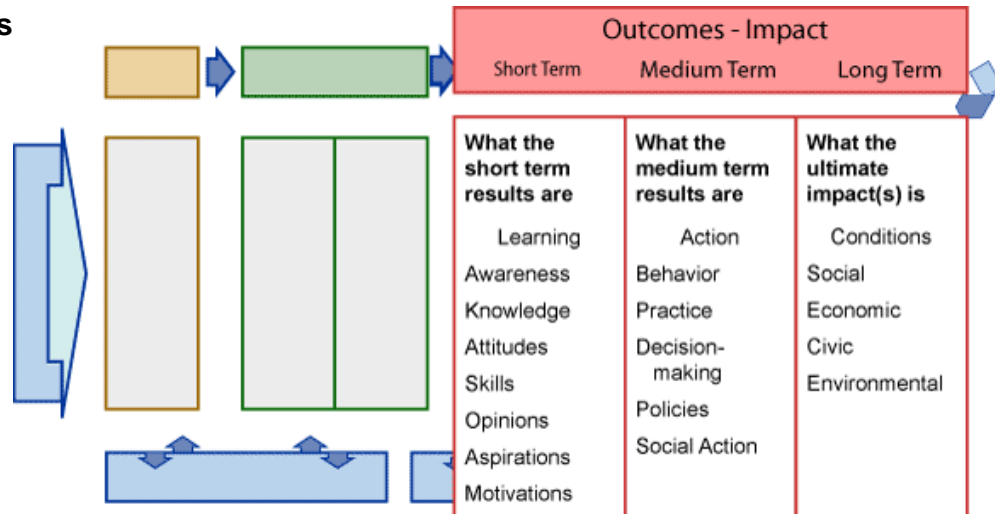 s
Outcomes - Impact
Short Term Medium Term Long Term
What the
short term
results are
Learning
Awareness
Knowledge
Attitudes
Skills
Opinions
Aspirations
Motivations
What the
medium term
results are
Action
Behavior
Practice
Decision-
making
Policies
Social Action
What the
ultimate
impact(s) is
Conditions
Social
Economic
Civic
Environmental